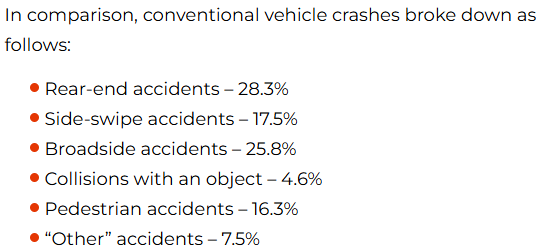 In comparison, conventional vehicle crashes broke down as
follows:
Rear-end accidents – 28.3%
Side-swipe accidents – 17.5%
Broadside accidents – 25.8%
Collisions with an object – 4.6%
Pedestrian accidents – 16.3%
“Other” accidents – 7.5%